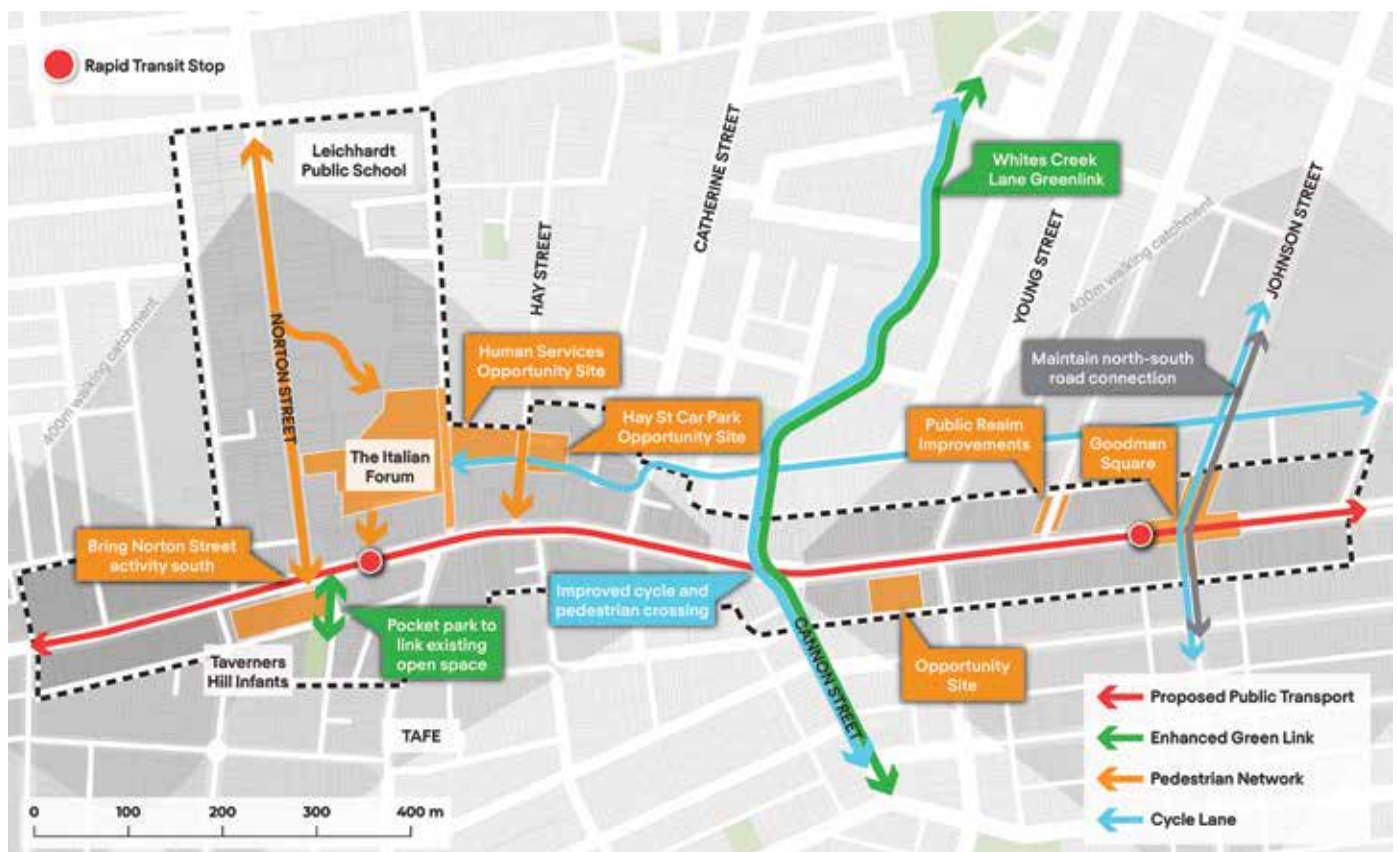 Rapid Transit Stop
Leichhardt
Public School
CATHERINE STREET
Whites Creek
Lane Greenlink
HAY STREET
YOUNG STREET
400m walking catchment
JOHNSON STREET
400m walking catchment
NORTON STREET
Human Services
Opportunity Site
Maintain north-south
road connection
Hay St Car Park
Opportunity Site
Public Realm
Improvements
Goodman
Square
The Italian
Forum
Bring Norton Street
activity south
Improved cycle and
pedestrian crossing
Pocket park to
link existing
open space
CANNON STREET
Opportunity
Site
Taverners
Hill Infants
TAFE
Proposed Public Transport
Enhanced Green Link
Pedestrian Network
Cycle Lane
0 100 200 300 400 m